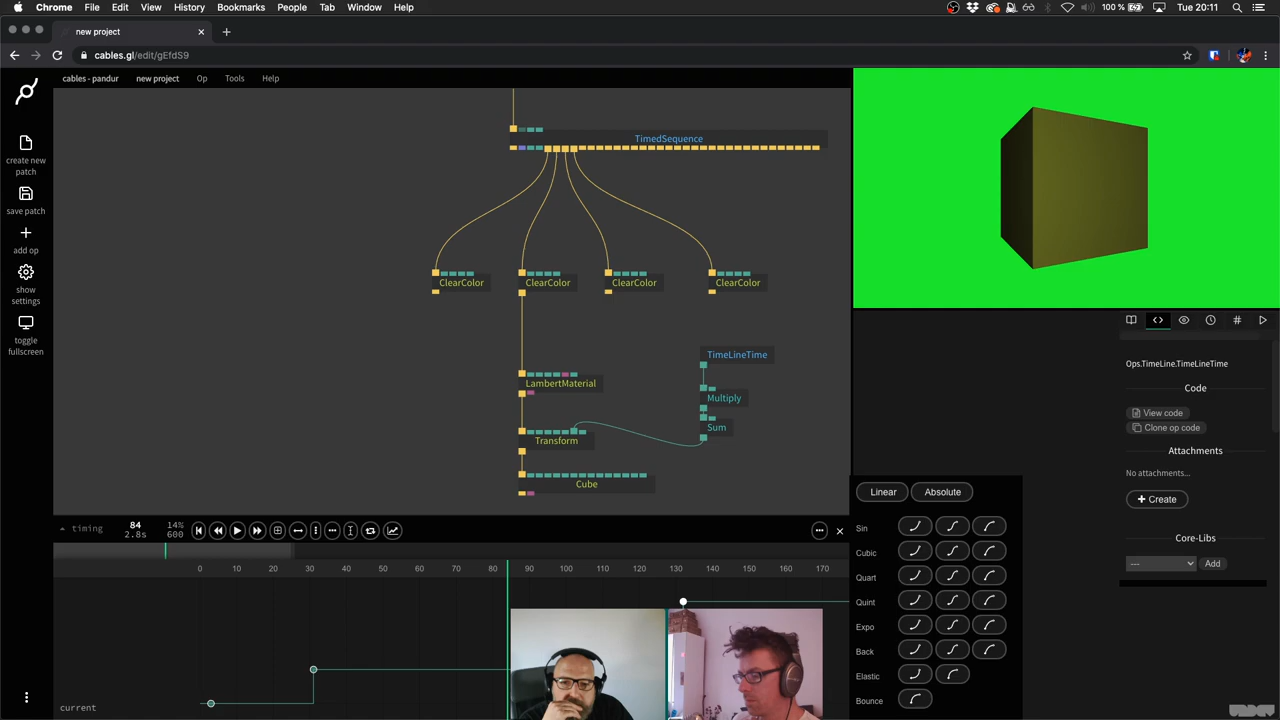 Chrome File Edit View History Bookmarks People Tab Window Help 100 % Tue 20:11
new project
cables.gl/edit/gEfdS9
cables - pandur new project Op Tools Help
create new
patch
save patch
add op
show
settings
toggle
fullscreen
TimedSequence
ClearColor ClearColor ClearColor ClearColor
TimeLineTime
LambertMaterial
Multiply
Sum
Transform
Cube
Ops.TimeLine.TimeLineTime
Code
View code
Clone op code
Attachments
No attachments...
+ Create
Core-Libs
--- Add
Linear Absolute
Sin
Cubic
Quart
Quint
Expo
Back
Elastic
Bounce
timing 84 14%
2.8s 600
0 10 20 30 40 50 60 70 80 90 100 110 120 130 140 150 160 170
current